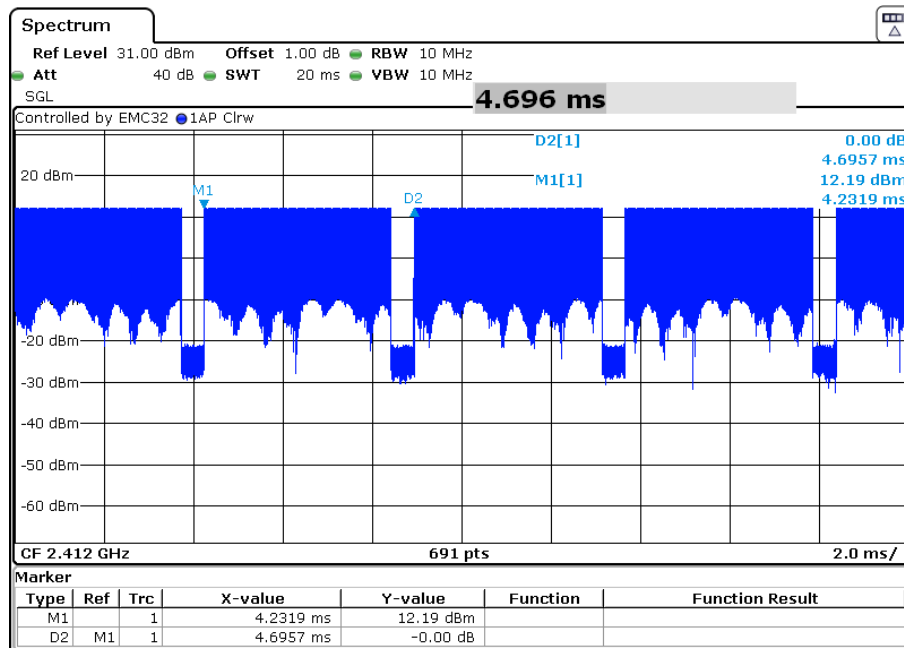 Spectrum
Ref Level 31.00 dBm Offset 1.00 dB RBW 10 MHz
Att 40 dB SWT 20 ms VBW 10 MHz
SGL
4.696 ms
Controlled by EMC32 1AP Clrw
D2[1] 0.00 dB
4.6957 ms
20 dBm
M1[1] 12.19 dBm
4.2319 ms
M1
D2
-20 dBm
-30 dBm
-40 dBm
-50 dBm
-60 dBm
CF 2.412 GHz 691 pts 2.0 ms/
Marker
Type Ref Trc X-value Y-value Function Function Result
M1 1 4.2319 ms 12.19 dBm
D2 M1 1 4.6957 ms -0.00 dB